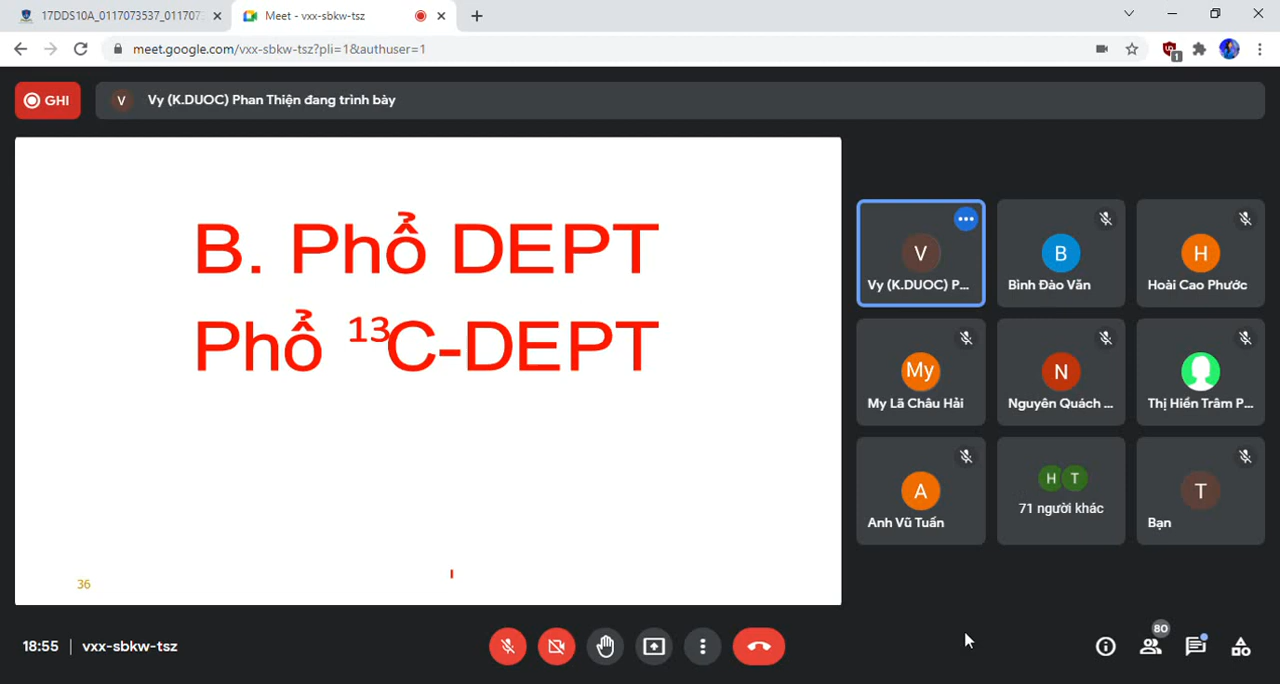 17DDS10A_0117073537_011707
Meet - vxx-sbkw-tsz
meet.google.com/vxx-sbkw-tsz?pli=1&authuser=1
1
GHI
V
Vy (K.DUOC) Phan Thiện đang trình bày
B. Phổ DEPT
Phổ ¹³C-DEPT
36
V
Vy (K.DUOC) P...
B
Bình Đào Văn
H
Hoài Cao Phước
My
My Lã Châu Hải
N
Nguyên Quách ...
Thị Hiền Trâm P...
A
Anh Vũ Tuấn
H T
71 người khác
T
Bạn
18:55 | vxx-sbkw-tsz
80